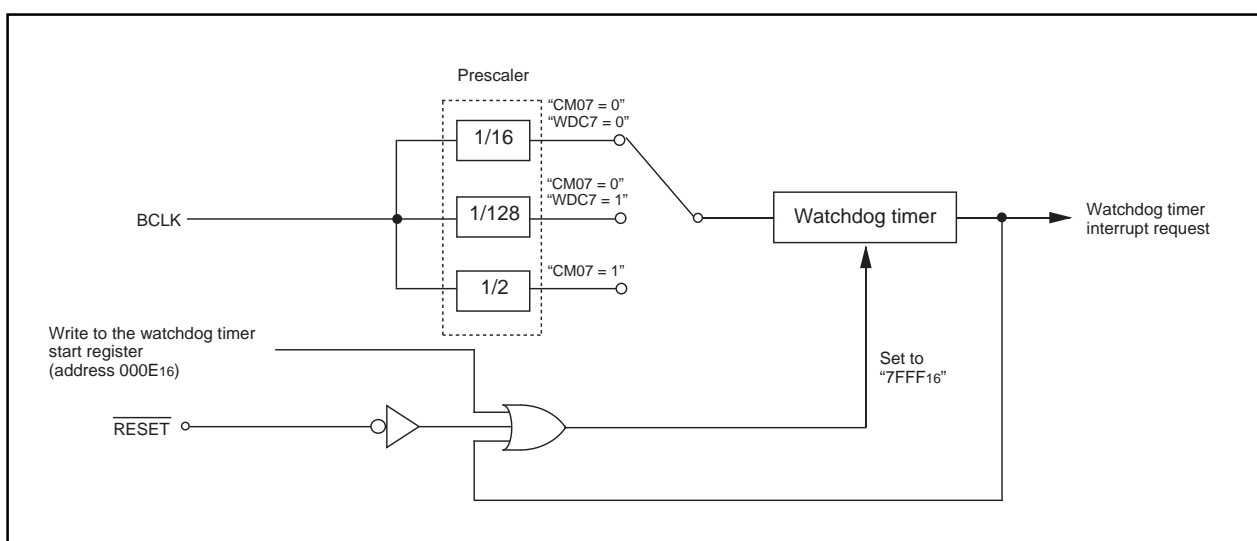 Prescaler
“CM07 = 0”
“WDC7 = 0”
1/16
“CM07 = 0”
“WDC7 = 1”
BCLK
1/128
Watchdog timer
Watchdog timer
interrupt request
“CM07 = 1”
1/2
Write to the watchdog timer
start register
(address 000E16)
Set to
“7FFF16”
RESET